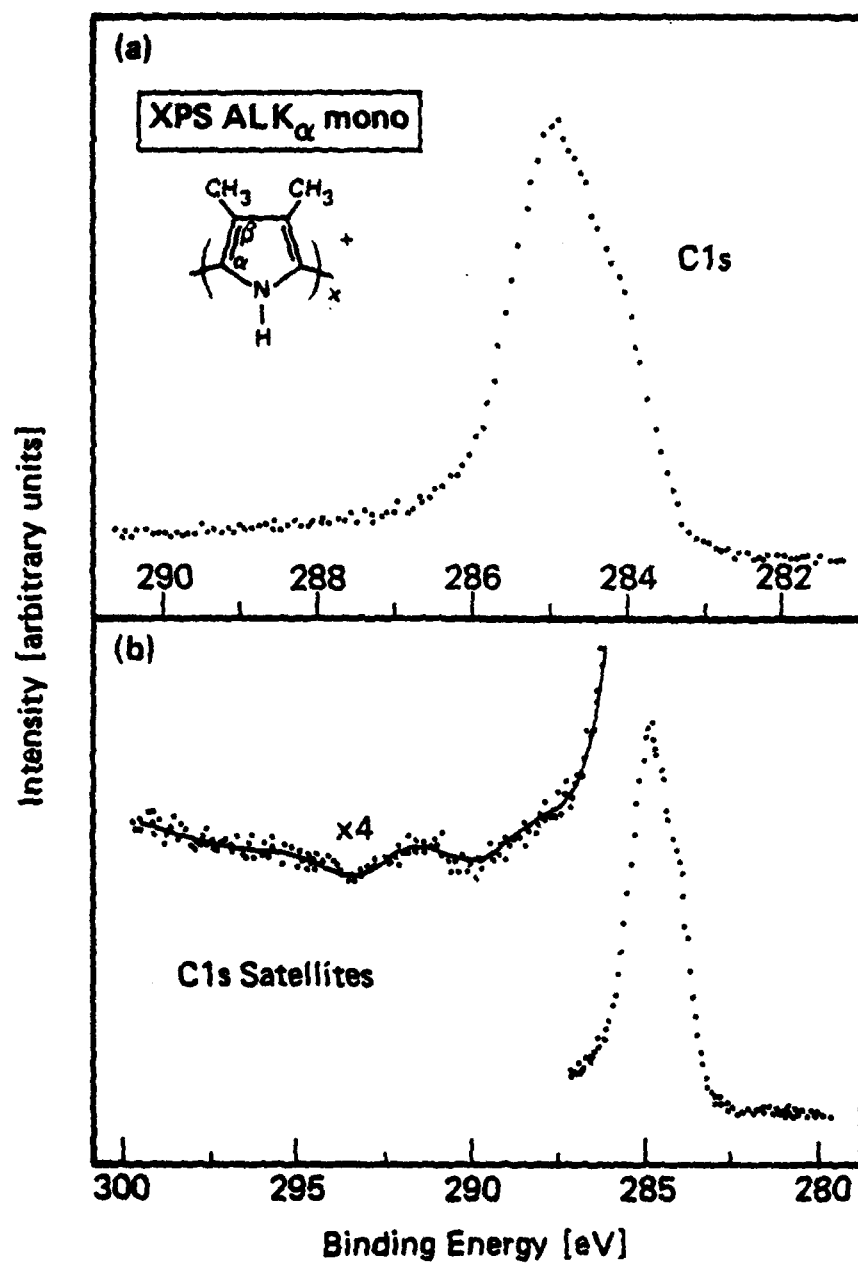 (a)
XPS ALKα mono
CH3 CH3
β
α
+
N
x
H
C1s
290 288 286 284 282
(b)
x4
C1s Satellites
300 295 290 285 280
Binding Energy [eV]
Intensity [arbitrary units]